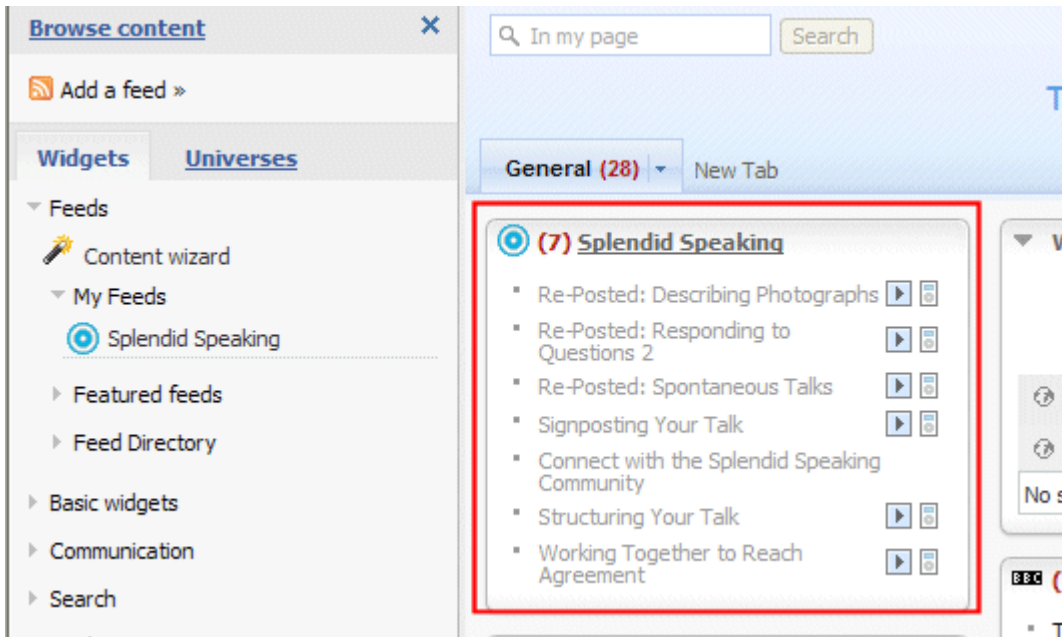 Browse content
Add a feed »
Widgets Universes
Feeds
Content wizard
My Feeds
Splendid Speaking
Featured feeds
Feed Directory
Basic widgets
Communication
Search
In my page Search
T
General (28) New Tab
(7) Splendid Speaking
Re-Posted: Describing Photographs
Re-Posted: Responding to
Questions 2
Re-Posted: Spontaneous Talks
Signposting Your Talk
Connect with the Splendid Speaking
Community
Structuring Your Talk
Working Together to Reach
Agreement
No s
BBC (
T